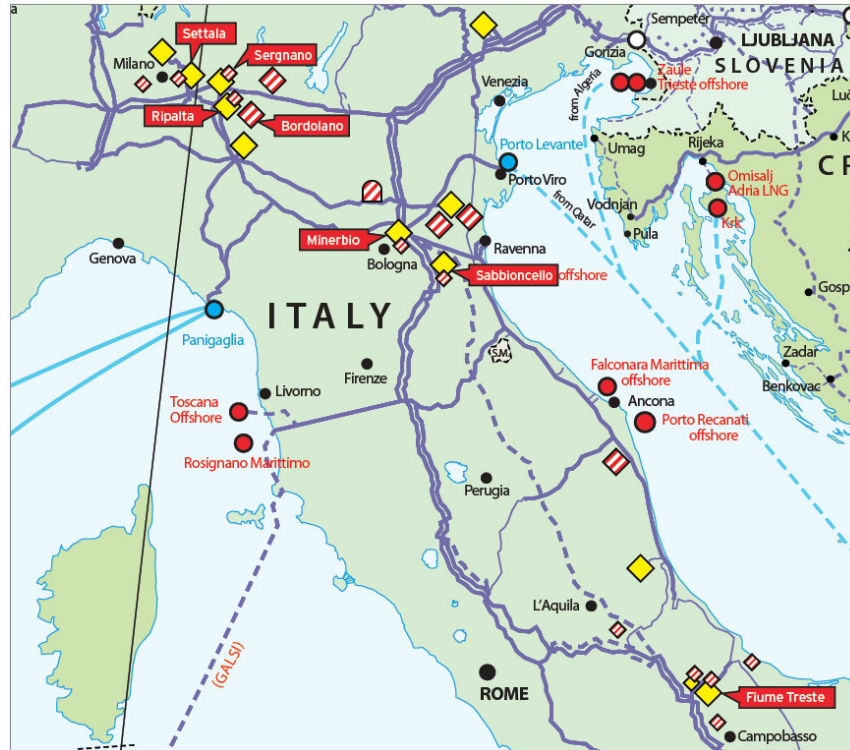 a
Settala
Sergnano
Milano
Ripalta
Bordolano
Sempeter
Gorizia
LJUBLJANA
SLOVENIA
Zaule
Trieste offshore
from Algeria
Venezia
Umag
Rijeka
Porto Levante
Porto Viro
from Qatar
Vodnjan
Pula
Omisalj
Adria LNG
Krk
Genova
Minerbio
Bologna
Ravenna
Sabbioncello
offshore
ITALY
Panigaglia
S.M.
Firenze
Livorno
Toscana
Offshore
Rosignano Marittimo
Falconara Marittima
offshore
Ancona
Porto Recanati
offshore
Zadar
Benkovac
Gosp
Perugia
L'Aquila
(GALSI)
ROME
Fiume Treste
Campobasso